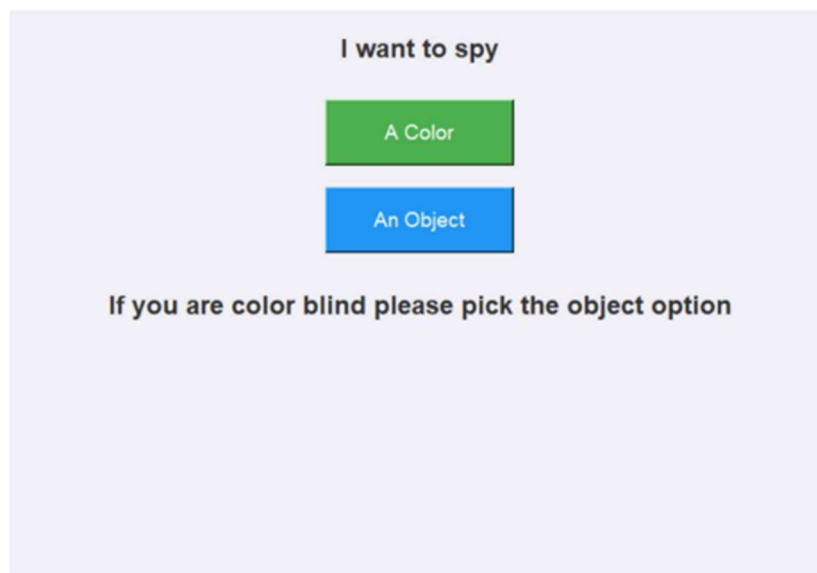 I want to spy
A Color
An Object
If you are color blind please pick the object option